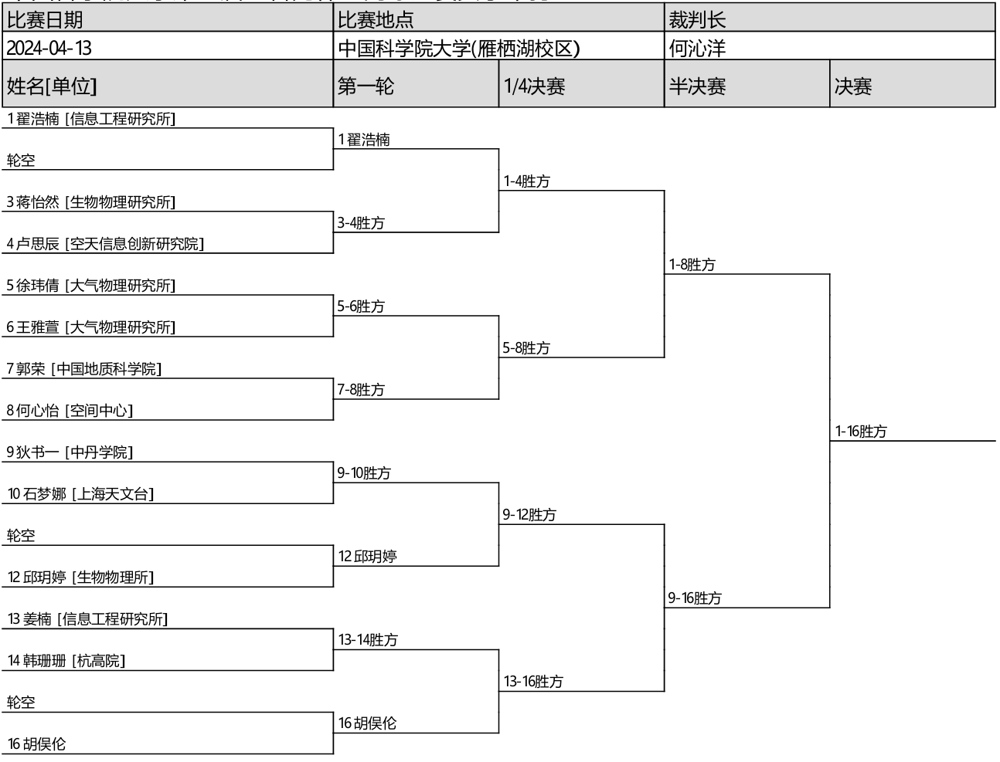 比赛日期 比赛地点 裁判长
2024-04-13 中国科学院大学(雁栖湖校区) 何沁洋
姓名[单位] 第一轮 1/4决赛 半决赛 决赛
1 翟浩楠 [信息工程研究所]
1 翟浩楠
轮空
1-4胜方
3 蒋怡然 [生物物理研究所]
3-4胜方
4 卢思辰 [空天信息创新研究院]
1-8胜方
5 徐玮倩 [大气物理研究所]
5-6胜方
6 王雅萱 [大气物理研究所]
5-8胜方
7 郭荣 [中国地质科学院]
7-8胜方
8 何心怡 [空间中心]
1-16胜方
9 狄书一 [中丹学院]
9-10胜方
10 石梦娜 [上海天文台]
9-12胜方
轮空
12 邱玥婷
12 邱玥婷 [生物物理所]
9-16胜方
13 姜楠 [信息工程研究所]
13-14胜方
14 韩珊珊 [杭高院]
13-16胜方
轮空
16 胡俣伦
16 胡俣伦